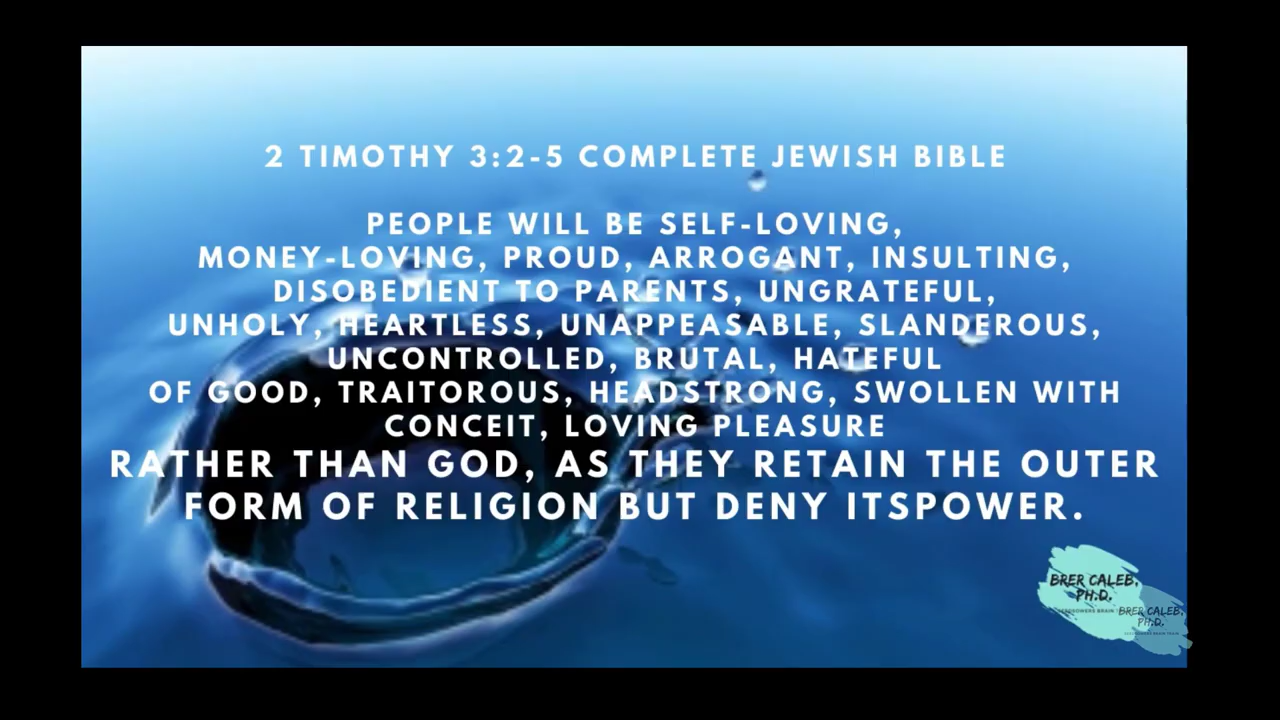 2 TIMOTHY 3:2-5 COMPLETE JEWISH BIBLE
PEOPLE WILL BE SELF-LOVING,
MONEY-LOVING, PROUD, ARROGANT, INSULTING,
DISOBEDIENT TO PARENTS, UNGRATEFUL,
UNHOLY, HEARTLESS, UNAPPEASABLE, SLANDEROUS,
UNCONTROLLED, BRUTAL, HATEFUL
OF GOOD, TRAITOROUS, HEADSTRONG, SWOLLEN WITH
CONCEIT, LOVING PLEASURE
RATHER THAN GOD, AS THEY RETAIN THE OUTER
FORM OF RELIGION BUT DENY ITSPOWER.
BRER CALEB,
PH.D.
BRER CALEB,
PH.D.